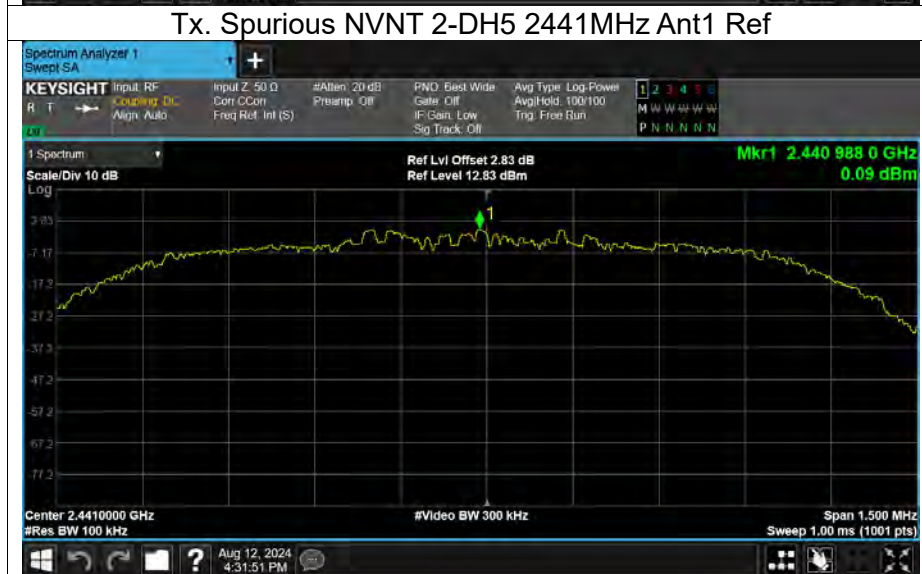 Tx. Spurious NVNT 2-DH5 2441MHz Ant1 Ref
Spectrum Analyzer 1
Swept SA
+
KEYSIGHT
R T
Input: RF
Coupling: DC
Align: Auto
Input Z: 50 Ω
Corr CCorr
Freq Ref: Int (S)
#Atten: 20 dB
Preamp: Off
PNO: Best Wide
Gate: Off
IF Gain: Low
Sig Track: Off
Avg Type: Log-Power
Avg|Hold: 100/100
Trig: Free Run
1 2 3 4 5 6
M W W W W W
P N N N N N
1 Spectrum
Scale/Div 10 dB
Ref Lvl Offset 2.83 dB
Ref Level 12.83 dBm
Mkr1 2.440 988 0 GHz
0.09 dBm
Log
1
2.83
-7.17
-17.2
-27.2
-37.2
-47.2
-57.2
-67.2
-77.2
Center 2.4410000 GHz
#Res BW 100 kHz
#Video BW 300 kHz
Span 1.500 MHz
Sweep 1.00 ms (1001 pts)
?
Aug 12, 2024
4:31:51 PM